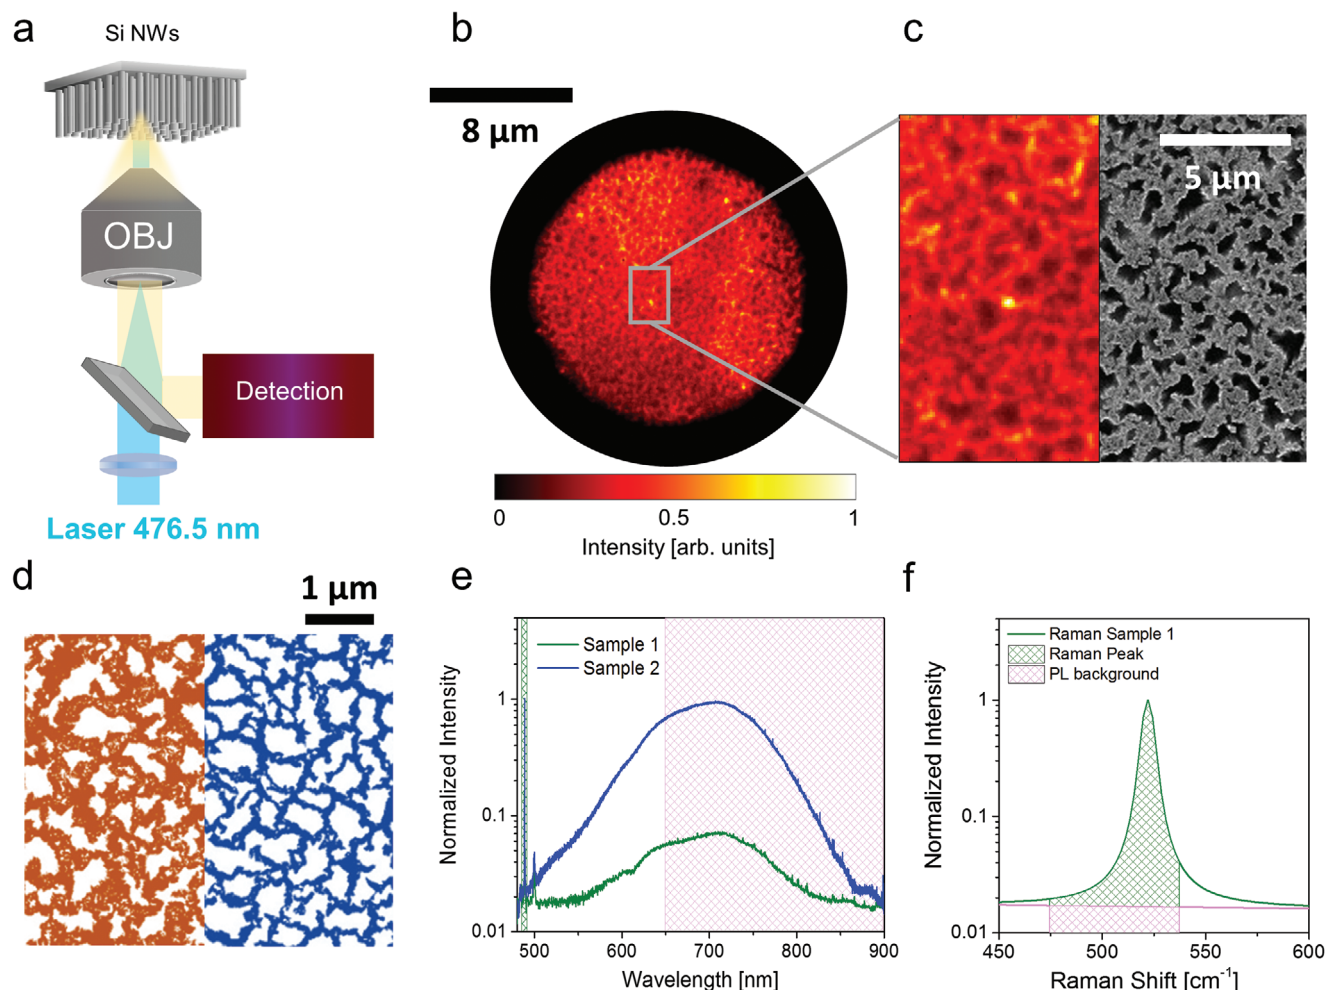 a
Si NWs
OBJ
Detection
Laser 476.5 nm
b
8 μm
0
0.5
1
Intensity [arb. units]
c
5 μm
d
1 μm
e
Sample 1
Sample 2
1
0.1
0.01
Normalized Intensity
500
600
700
800
900
Wavelength [nm]
f
Raman Sample 1
Raman Peak
PL background
1
0.1
0.01
Normalized Intensity
450
500
550
600
Raman Shift [cm⁻¹]